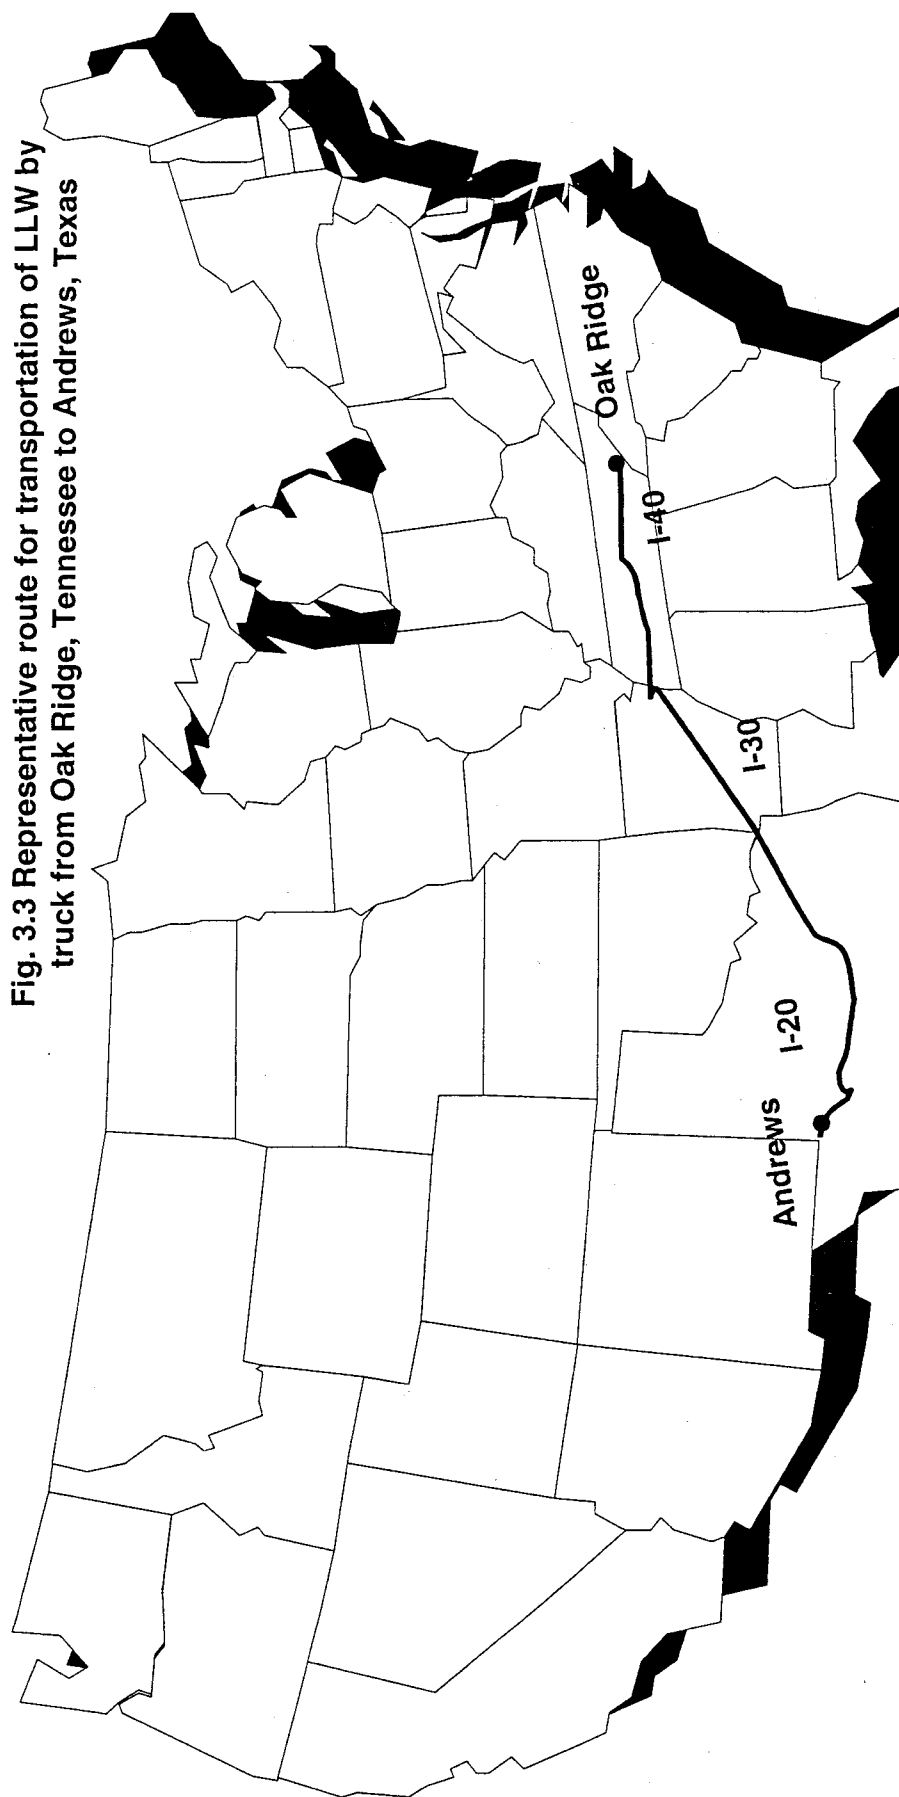 Fig. 3.3 Representative route for transportation of LLW by
truck from Oak Ridge, Tennessee to Andrews, Texas
Oak Ridge
I-40
I-30
I-20
Andrews